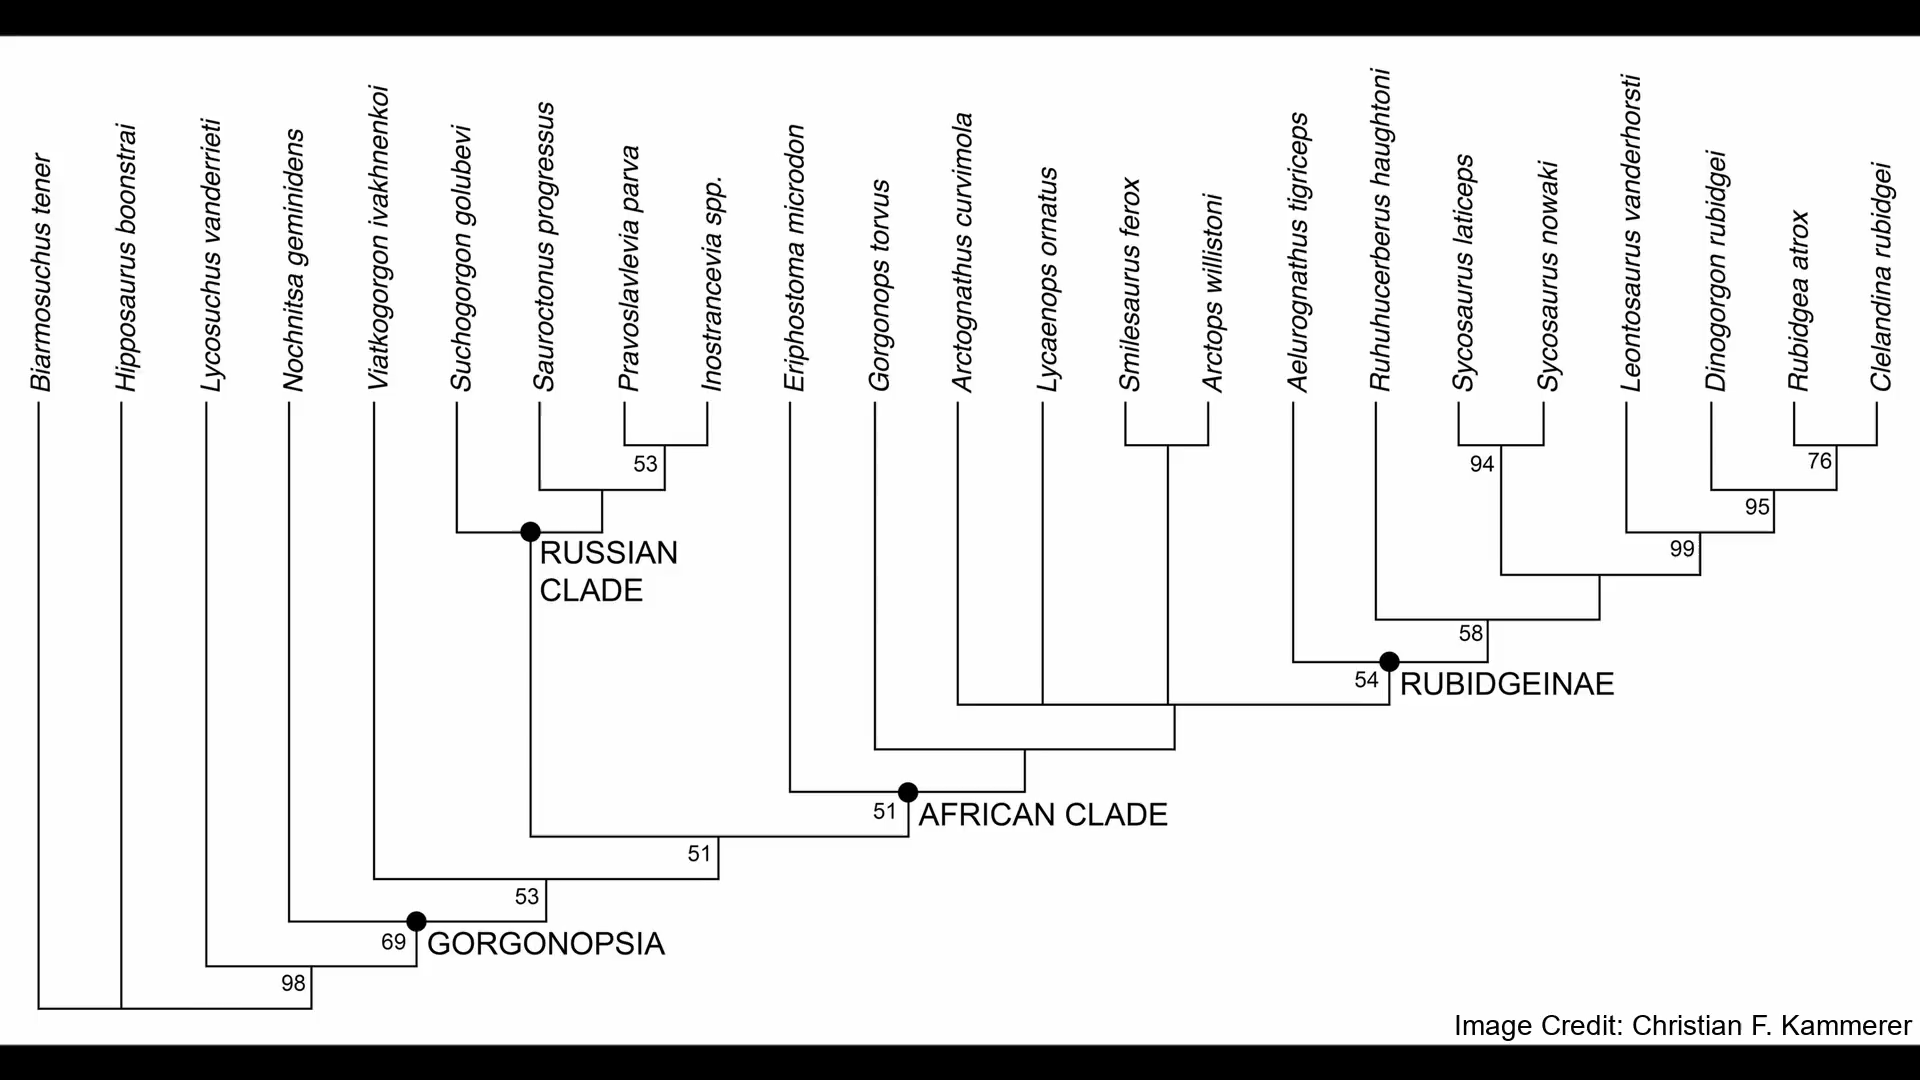 Biarmosuchus tener
Hipposaurus boonstrai
Lycosuchus vanderrieti
Nochnitsa geminidens
Viatkogorgon ivakhnenkoi
Suchogorgon golubevi
Sauroctonus progressus
Pravoslavlevia parva
Inostrancevia spp.
Eriphostoma microdon
Gorgonops torvus
Arctognathus curvimola
Lycaenops ornatus
Smilesaurus ferox
Arctops willistoni
Aelurognathus tigriceps
Ruhuhucerberus haughtoni
Sycosaurus laticeps
Sycosaurus nowaki
Leontosaurus vanderhorsti
Dinogorgon rubidgei
Rubidgea atrox
Clelandina rubidgei
53
94
76
95
99
RUSSIAN
CLADE
58
54
RUBIDGEINAE
51
AFRICAN CLADE
51
53
69
GORGONOPSIA
98
Image Credit: Christian F. Kammerer